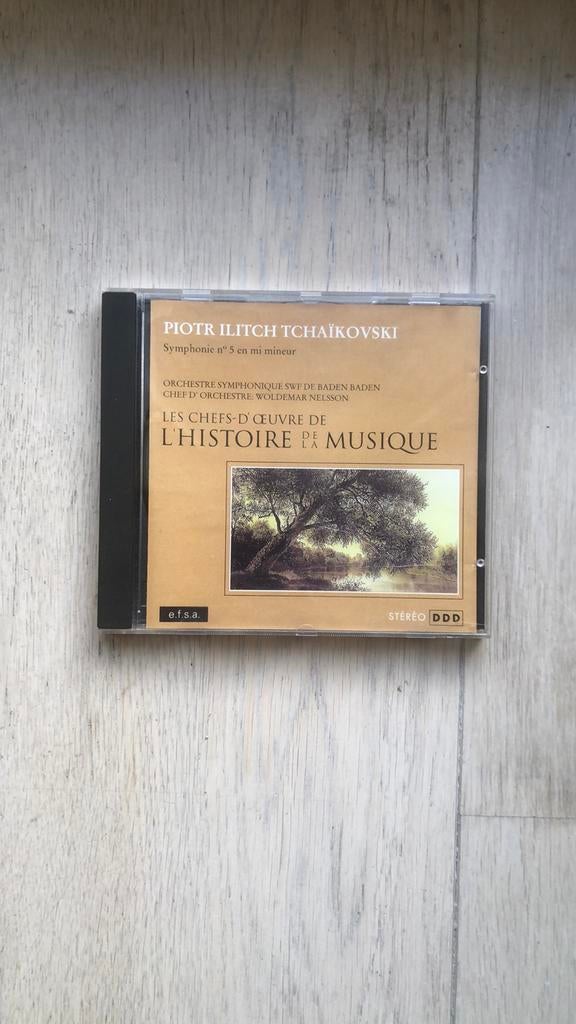 PIOTR ILITCH TCHAÏKOVSKI
Symphonie nº 5 en mi mineur
ORCHESTRE SYMPHONIQUE SWF DE BADEN BADEN
CHEF D' ORCHESTRE: WOLDEMAR NELSSON
LES CHEFS-D'ŒUVRE DE
L'HISTOIRE DE LA MUSIQUE
e.f.s.a.
STÉRÉO DDD